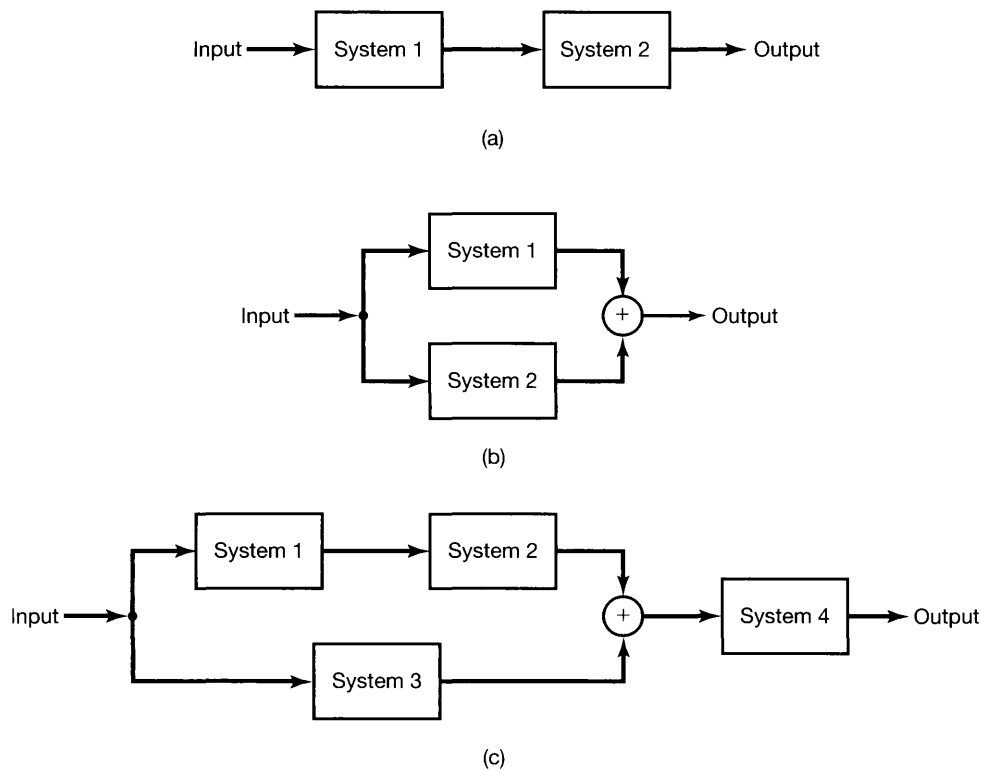 Input System 1 System 2 Output
(a)
System 1
Input + Output
System 2
(b)
System 1 System 2
Input + System 4 Output
System 3
(c)